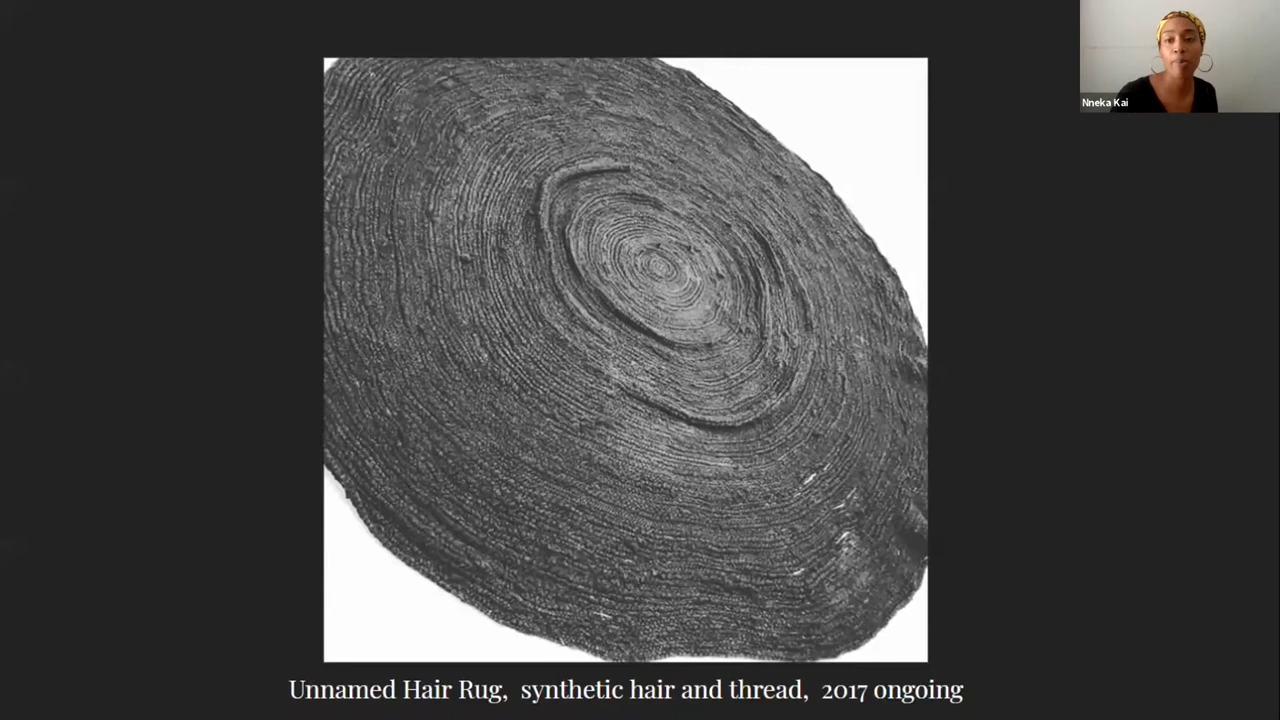 Nneka Kai
Unnamed Hair Rug, synthetic hair and thread, 2017 ongoing